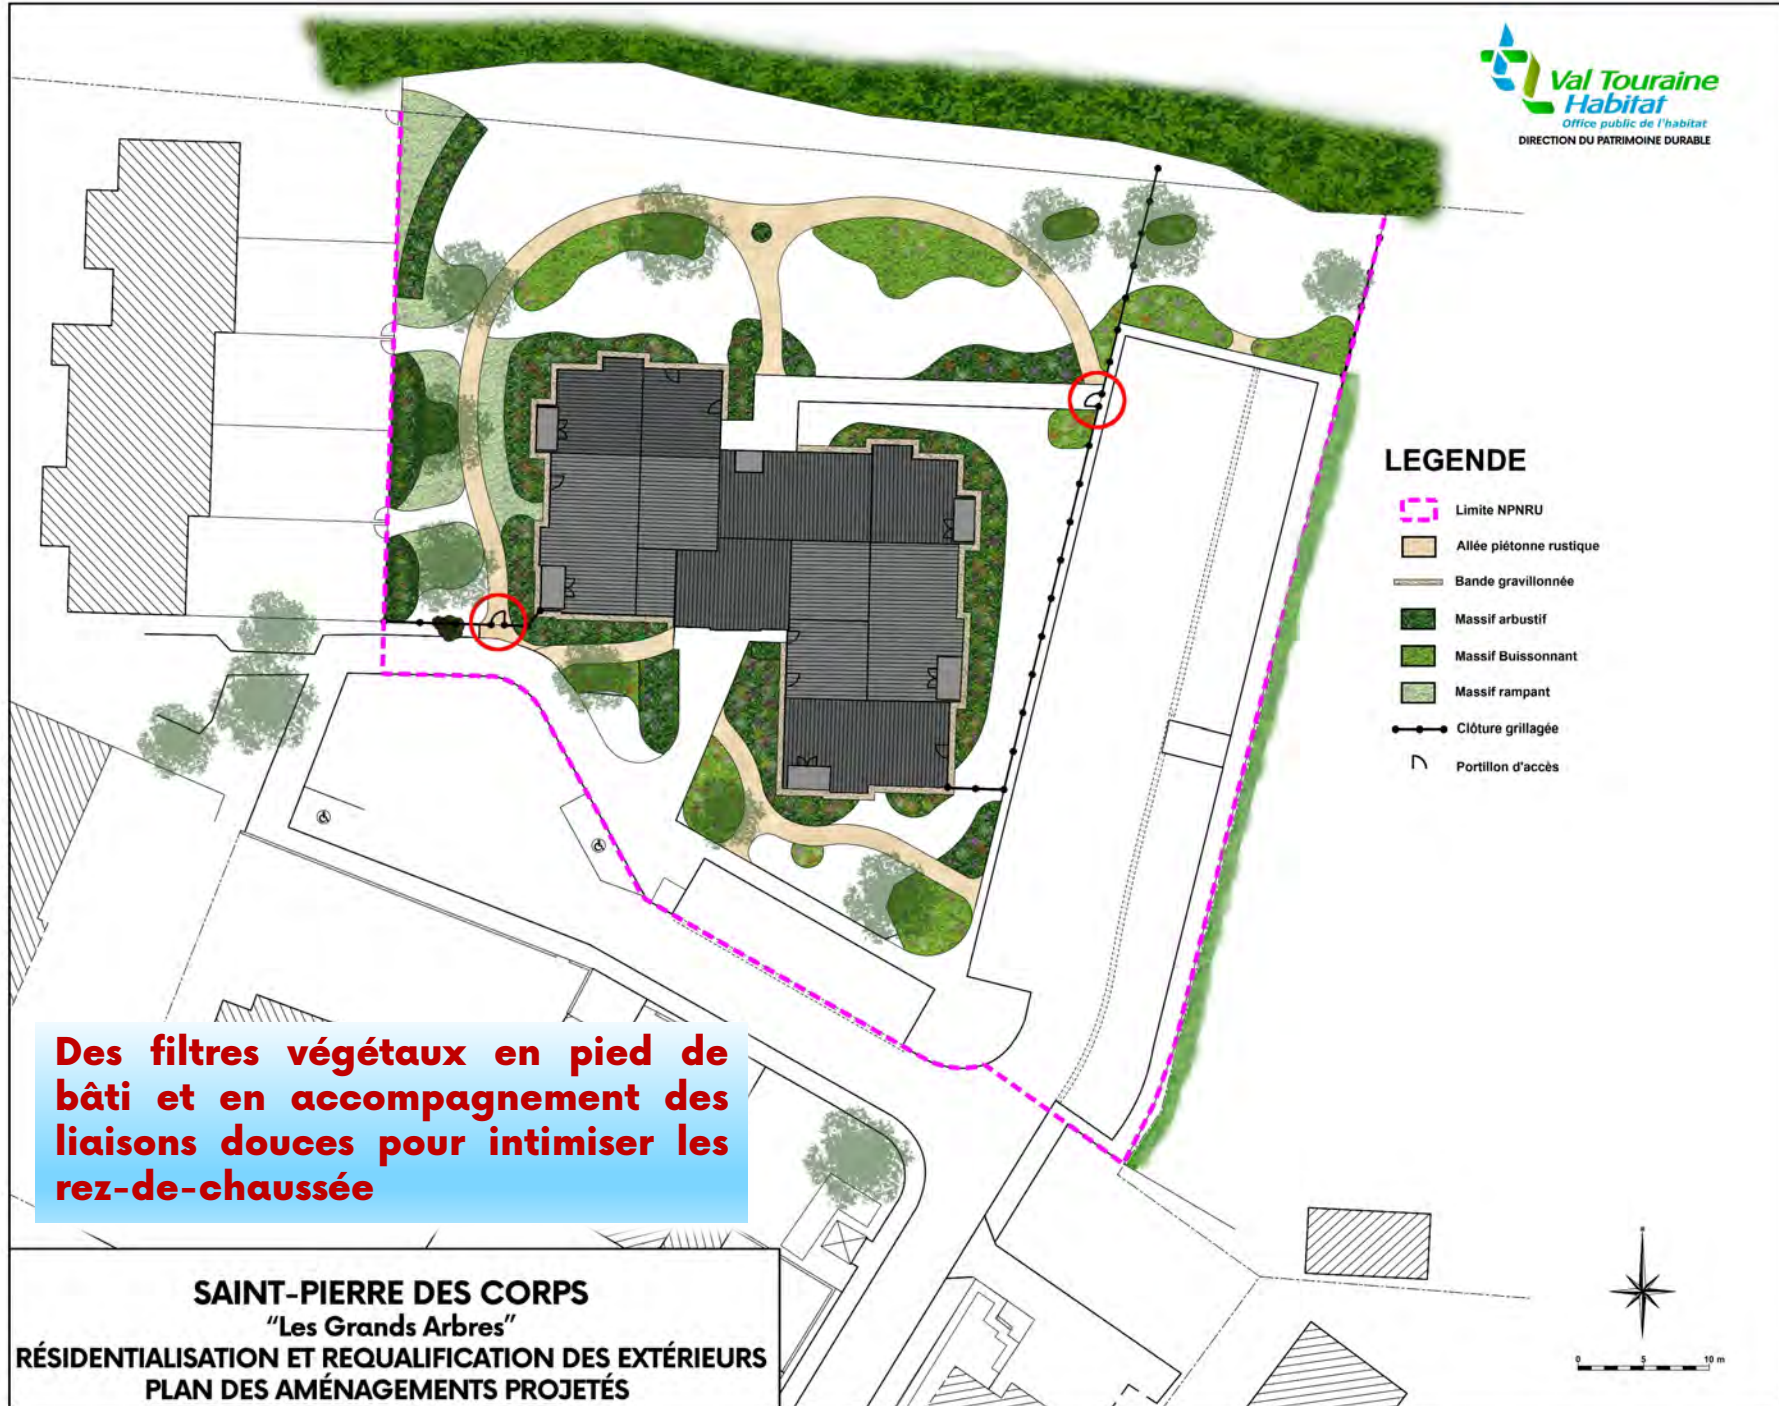 Val Touraine
Habitat
Office public de l'habitat
DIRECTION DU PATRIMOINE DURABLE
LEGENDE
Limite NPNRU
Allée piétonne rustique
Bande gravillonnée
Massif arbustif
Massif Buissonnant
Massif rampant
Clôture grillagée
Portillon d'accès
Des filtres végétaux en pied de
bâti et en accompagnement des
liaisons douces pour intimiser les
rez-de-chaussée
SAINT-PIERRE DES CORPS
"Les Grands Arbres"
RÉSIDENTIALISATION ET REQUALIFICATION DES EXTÉRIEURS
PLAN DES AMÉNAGEMENTS PROJETÉS
0 5 10 m